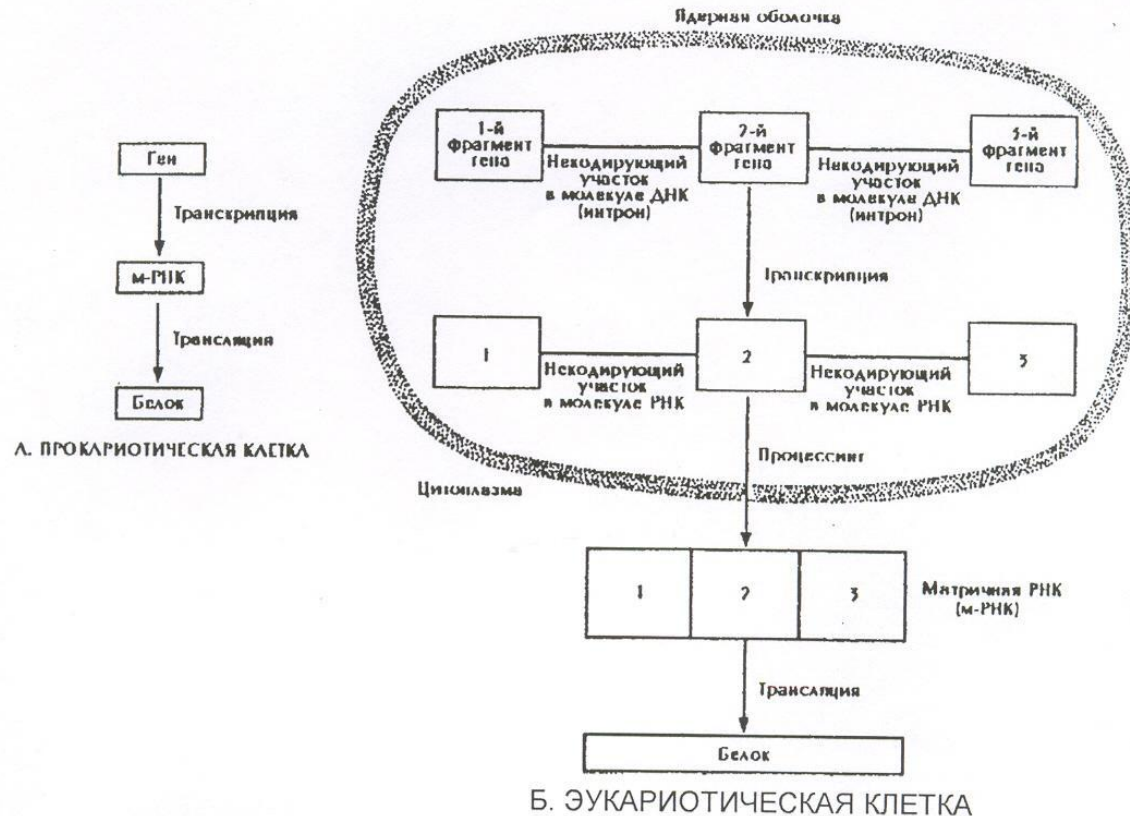 Ядерная оболочка
Ген
Транскрипция
м-РНК
Трансляция
Белок
А. ПРОКАРИОТИЧЕСКАЯ КЛЕТКА
1-й
фрагмент
гена
Некодирующий
участок
в молекуле ДНК
(интрон)
2-й
фрагмент
гена
Некодирующий
участок
в молекуле ДНК
(интрон)
3-й
фрагмент
гена
Транскрипция
1
Некодирующий
участок
в молекуле РНК
2
Некодирующий
участок
в молекуле РНК
3
Процессинг
Цитоплазма
1
2
3
Матричная РНК
(м-РНК)
Трансляция
Белок
Б. ЭУКАРИОТИЧЕСКАЯ КЛЕТКА